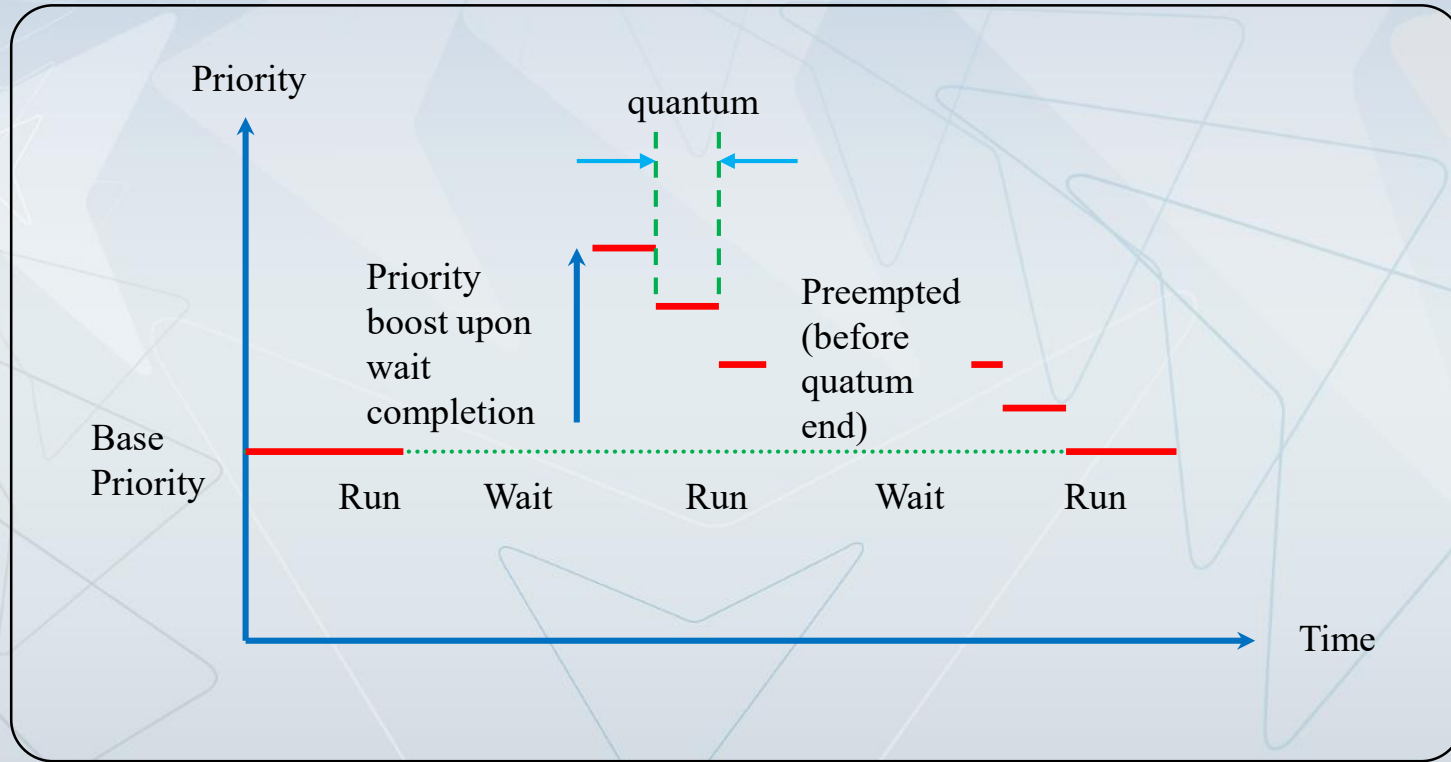 Priority
quantum
Priority
boost upon
wait
completion
Preempted
(before
quatum
end)
Base
Priority
Run
Wait
Run
Wait
Run
Time